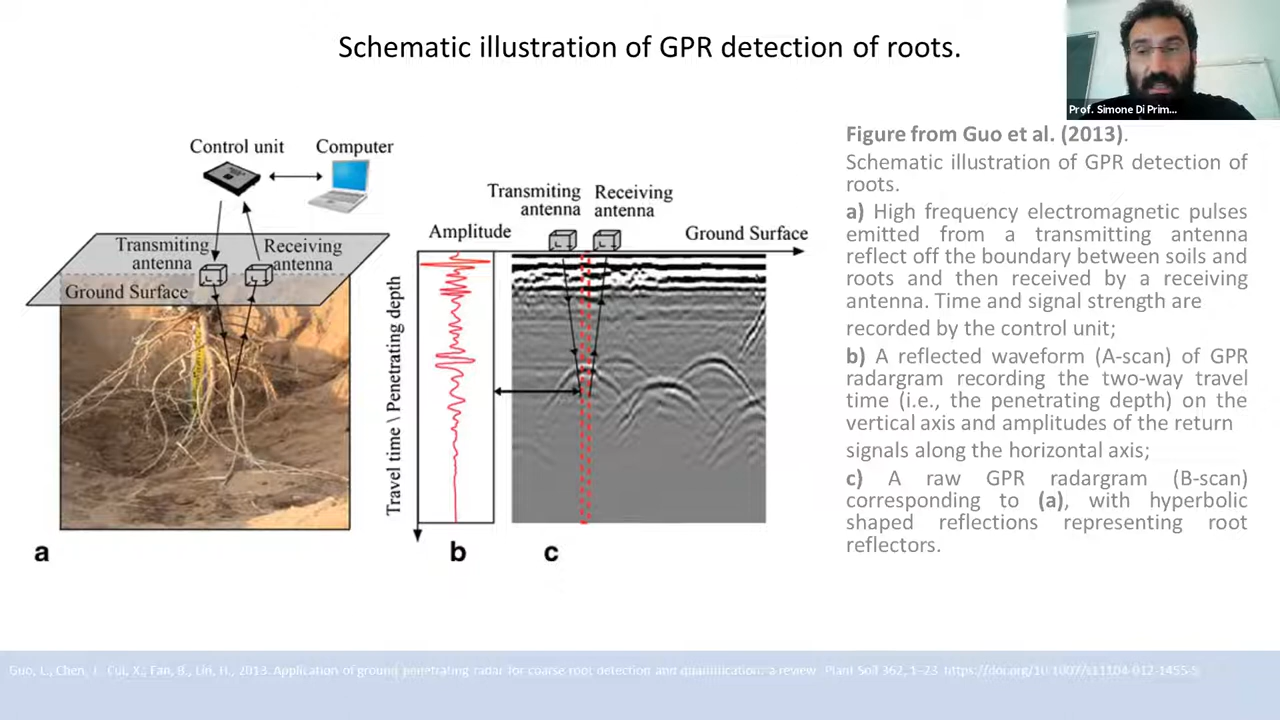 Schematic illustration of GPR detection of roots.
Prof. Simone Di Prim...
Control unit
Computer
Transmiting
antenna
Receiving
antenna
Ground Surface
a
Amplitude
Transmiting
antenna
Receiving
antenna
Ground Surface
Travel time \ Penetrating depth
b
c
Figure from Guo et al. (2013).
Schematic illustration of GPR detection of
roots.
a) High frequency electromagnetic pulses
emitted from a transmitting antenna
reflect off the boundary between soils and
roots and then received by a receiving
antenna. Time and signal strength are
recorded by the control unit;
b) A reflected waveform (A-scan) of GPR
radargram recording the two-way travel
time (i.e., the penetrating depth) on the
vertical axis and amplitudes of the return
signals along the horizontal axis;
c) A raw GPR radargram (B-scan)
corresponding to (a), with hyperbolic
shaped reflections representing root
reflectors.
Guo, L., Chen, J., Cui, X., Fan, B., Lin, H., 2013. Application of ground penetrating radar for coarse root detection and quantification: a review. Plant Soil 362, 1–23. https://doi.org/10.1007/s11104-012-1455-5